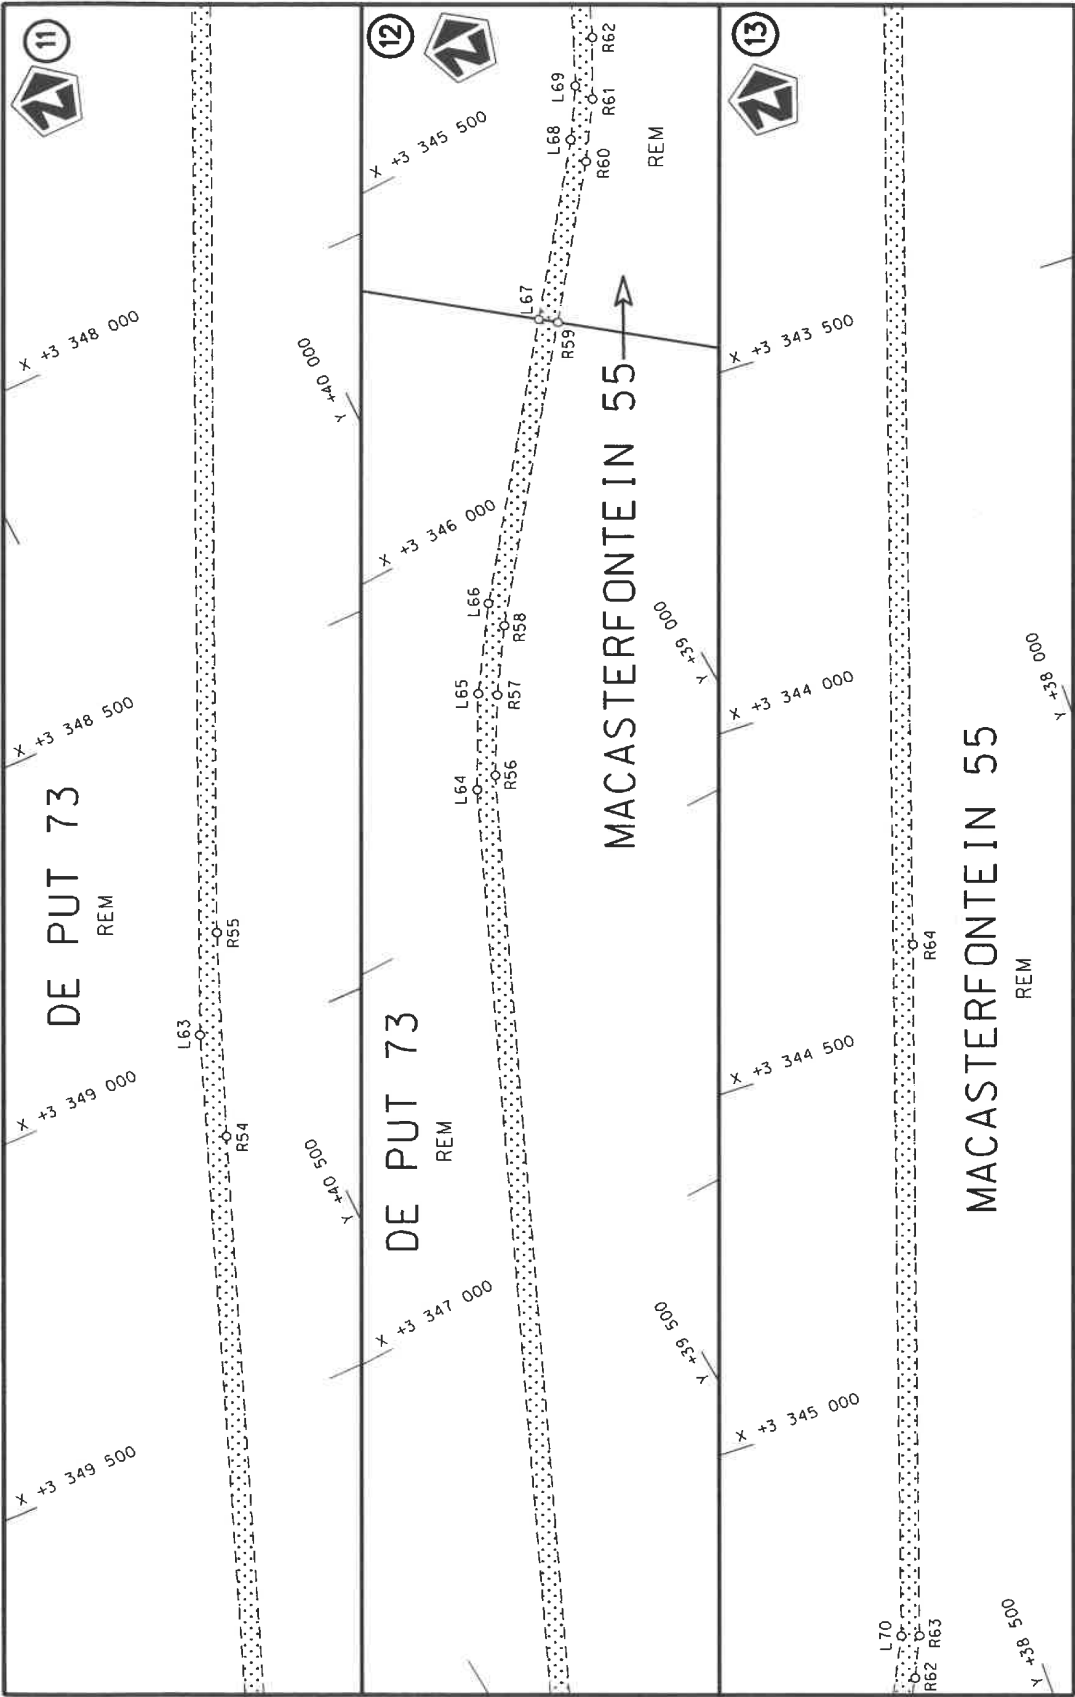 11
X +3 348 000
Y +40 000
X +3 348 500
DE PUT 73
REM
R55
L63
X +3 349 000
R54
Y +40 500
X +3 349 500
12
N
R62
L69
R61
X +3 345 500
L68
R60
REM
L67
R59
X +3 346 000
MACASTERFONTEIN 55
L66
R58
Y +39 000
L65
R57
L64
R56
DE PUT 73
REM
X +3 347 000
Y +39 500
13
N
X +3 343 500
X +3 344 000
Y +38 000
MACASTERFONTEIN 55
REM
R64
X +3 344 500
X +3 345 000
L70
R63
R62
Y +38 500
N